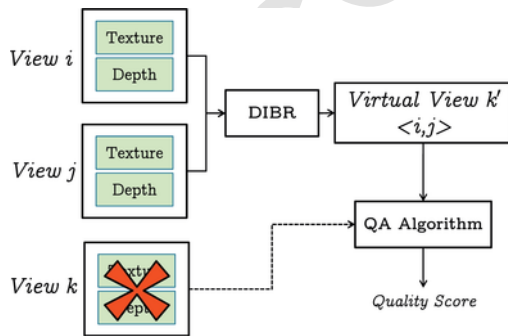 View i
Texture
Depth
DIBR
Virtual View k′
<i,j>
View j
Texture
Depth
QA Algorithm
View k
Quality Score